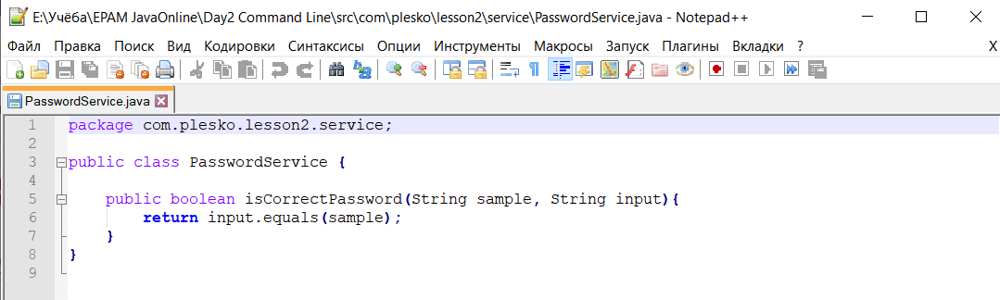 E:\Учёба\EPAM JavaOnline\Day2 Command Line\src\com\plesko\lesson2\service\PasswordService.java - Notepad++
Файл Правка Поиск Вид Кодировки Синтаксисы Опции Инструменты Макросы Запуск Плагины Вкладки ? X
PasswordService.java
1 package com.plesko.lesson2.service;
2
3 public class PasswordService {
4
5 public boolean isCorrectPassword(String sample, String input){
6 return input.equals(sample);
7 }
8 }
9